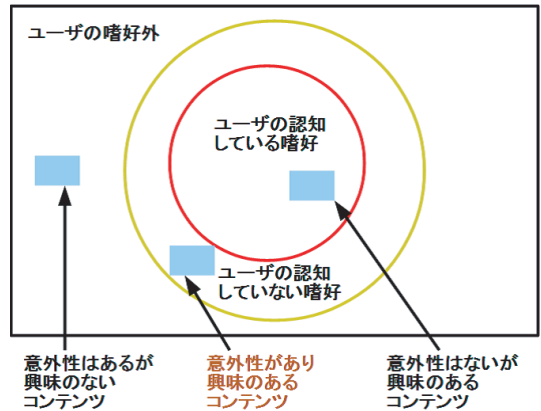 ユーザの嗜好外
ユーザの認知
している嗜好
ユーザの認知
していない嗜好
意外性はあるが
興味のない
コンテンツ
意外性があり
興味のある
コンテンツ
意外性はないが
興味のある
コンテンツ